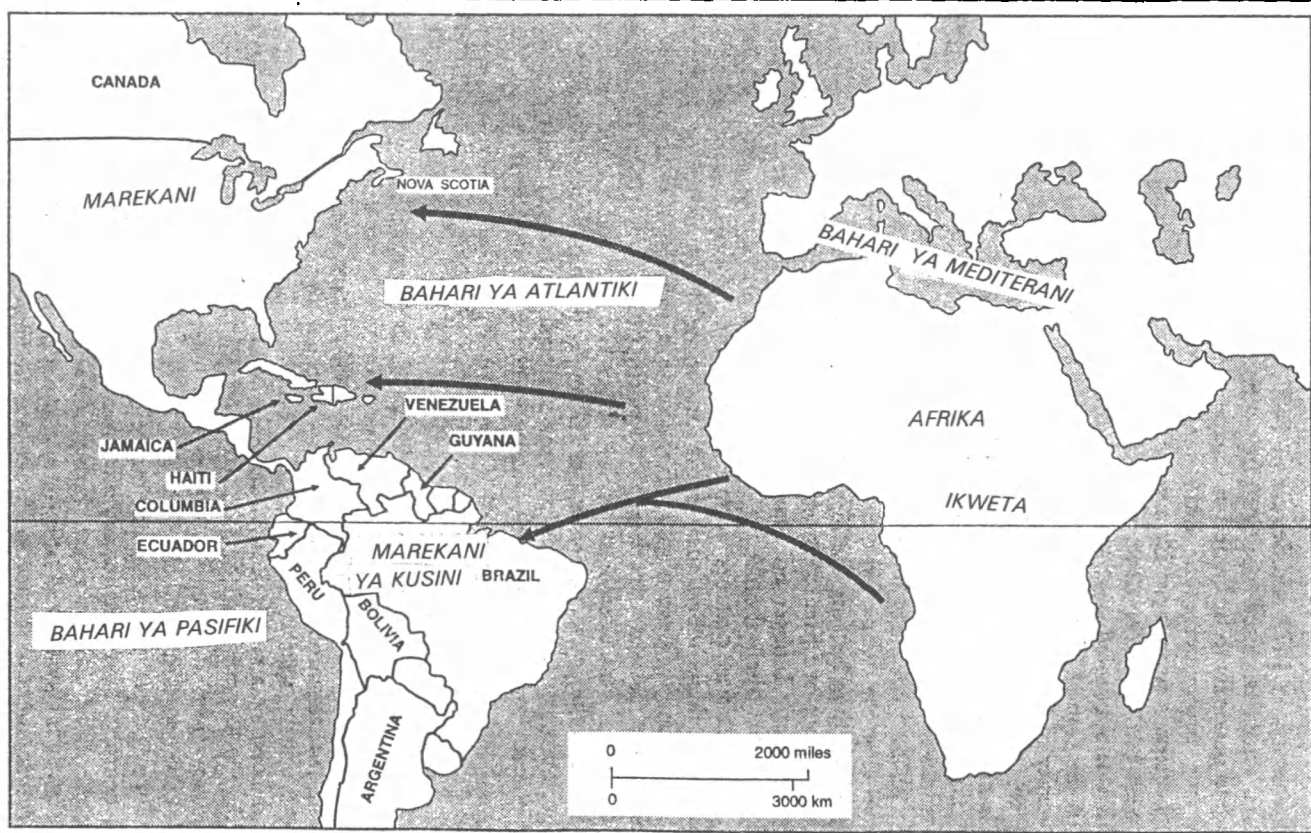 CANADA
NOVA SCOTIA
MAREKANI
BAHARI YA MEDITERANI
BAHARI YA ATLANTIKI
VENEZUELA
AFRIKA
JAMAICA
GUYANA
HAITI
COLUMBIA
IKWETA
ECUADOR
MAREKANI
YA KUSINI
BRAZIL
PERU
BOLIVIA
BAHARI YA PASIFIKI
ARGENTINA
0 2000 miles
0 3000 km